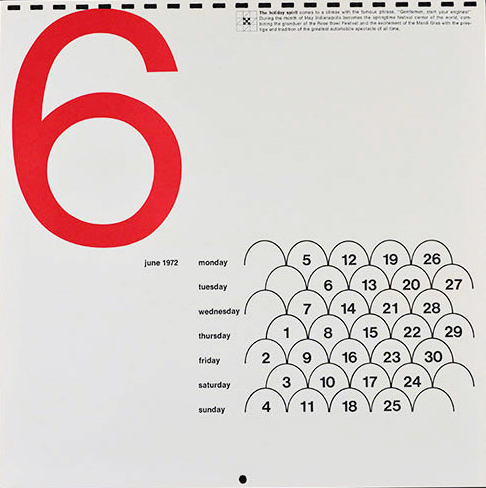 6
The holiday spirit comes to a climax with the famous phrase, "Gentlemen, start your engines!"
During the month of May Indianapolis becomes the springtime festival center of the world, com-
bining the grandeur of the Rose Bowl Festival and the excitement of the Mardi Gras with the pres-
tige and tradition of the greatest automobile spectacle of all time.
june 1972
monday 5 12 19 26
tuesday 6 13 20 27
wednesday 7 14 21 28
thursday 1 8 15 22 29
friday 2 9 16 23 30
saturday 3 10 17 24
sunday 4 11 18 25